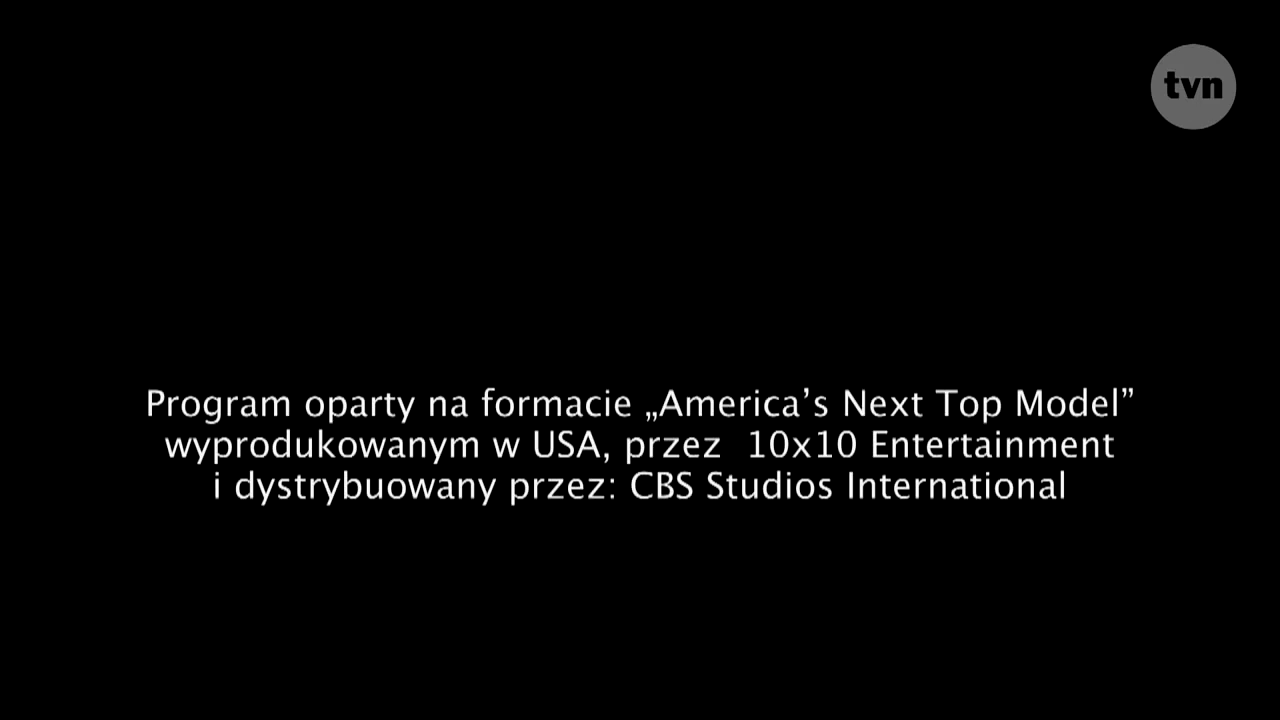 tvn
Program oparty na formacie „America’s Next Top Model”
wyprodukowanym w USA, przez  10x10 Entertainment
i dystrybuowany przez: CBS Studios International